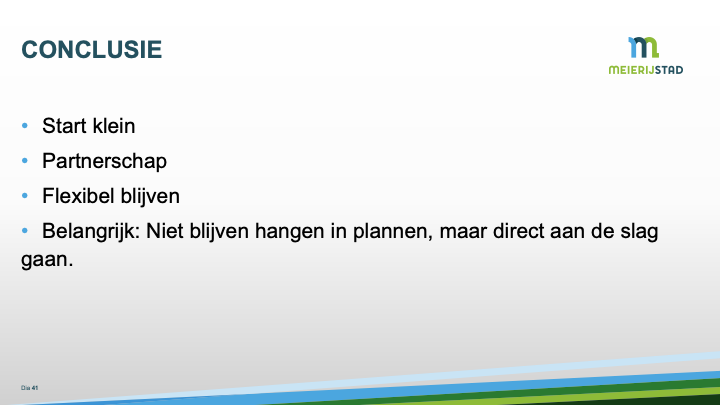 CONCLUSIE
m
MEIERIJSTAD
• Start klein
• Partnerschap
• Flexibel blijven
• Belangrijk: Niet blijven hangen in plannen, maar direct aan de slag
gaan.
Dia 41